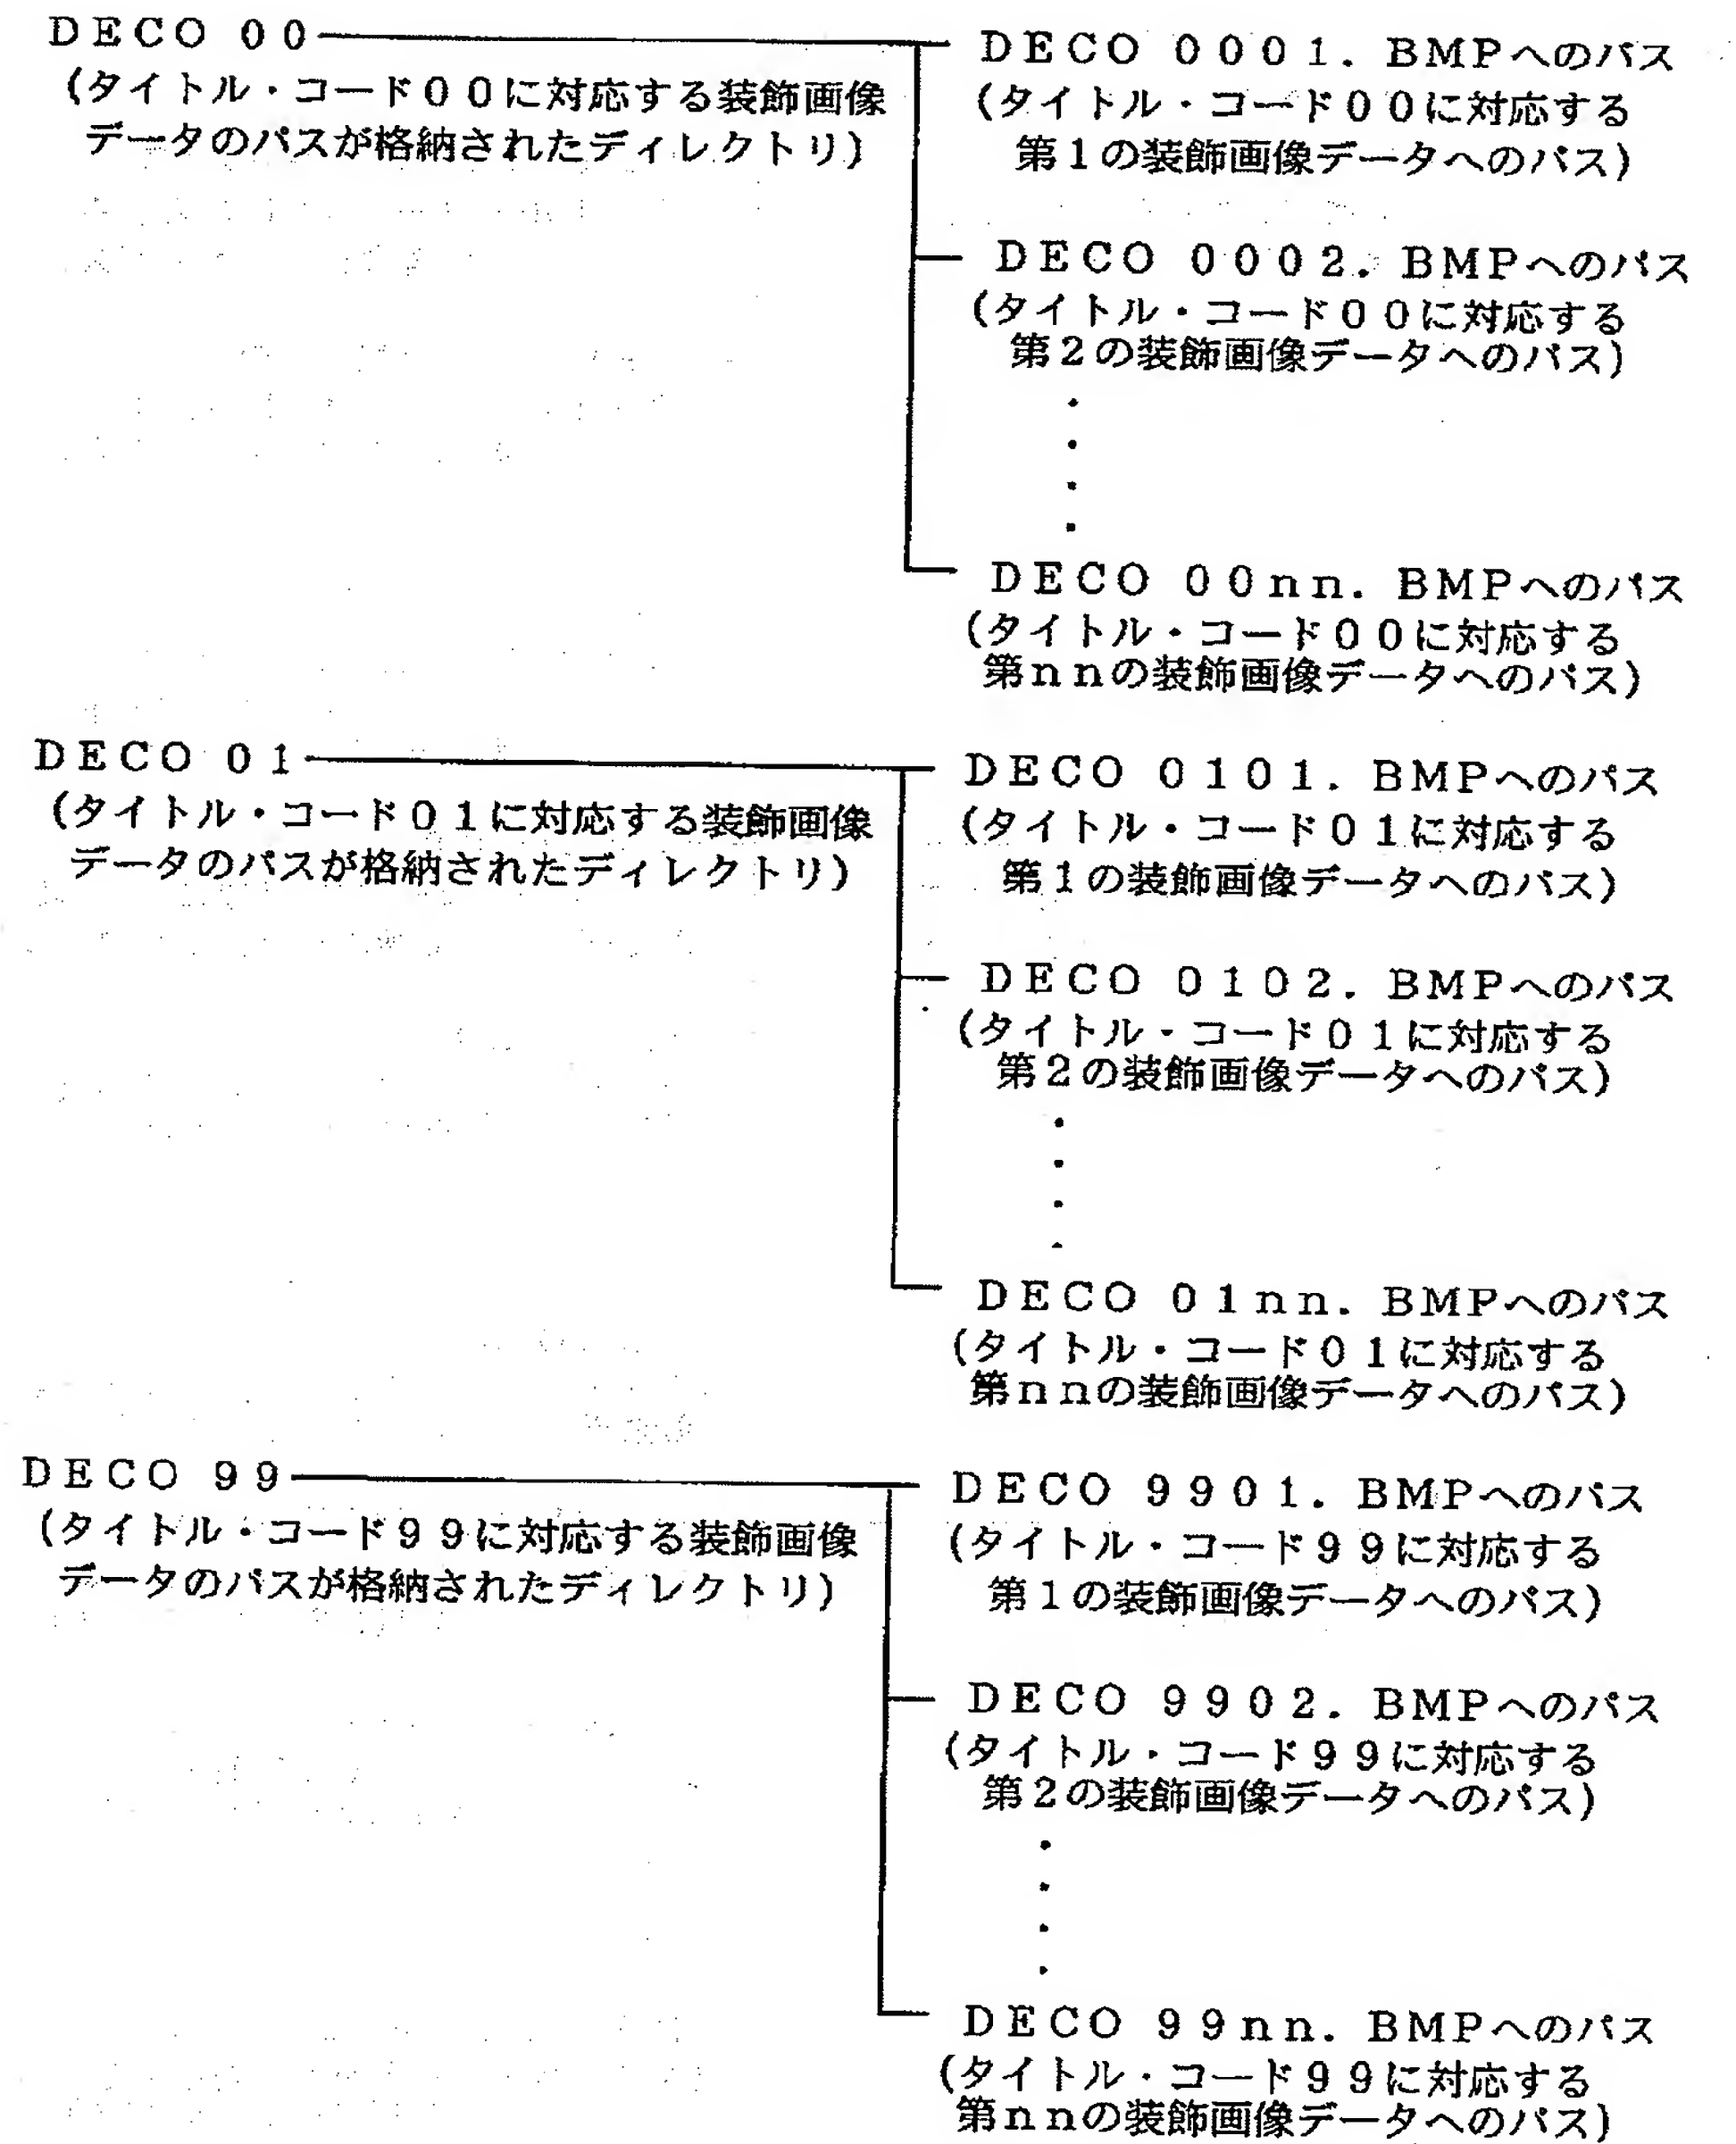 DECO 00
(タイトル・コード00に対応する装飾画像
データのパスが格納されたディレクトリ)
DECO 0001. BMPへのパス
(タイトル・コード00に対応する
第1の装飾画像データへのパス)
DECO 0002. BMPへのパス
(タイトル・コード00に対応する
第2の装飾画像データへのパス)
DECO 00nn. BMPへのパス
(タイトル・コード00に対応する
第nnの装飾画像データへのパス)
DECO 01
(タイトル・コード01に対応する装飾画像
データのパスが格納されたディレクトリ)
DECO 0101. BMPへのパス
(タイトル・コード01に対応する
第1の装飾画像データへのパス)
DECO 0102. BMPへのパス
(タイトル・コード01に対応する
第2の装飾画像データへのパス)
DECO 01nn. BMPへのパス
(タイトル・コード01に対応する
第nnの装飾画像データへのパス)
DECO 99
(タイトル・コード99に対応する装飾画像
データのパスが格納されたディレクトリ)
DECO 9901. BMPへのパス
(タイトル・コード99に対応する
第1の装飾画像データへのパス)
DECO 9902. BMPへのパス
(タイトル・コード99に対応する
第2の装飾画像データへのパス)
DECO 99nn. BMPへのパス
(タイトル・コード99に対応する
第nnの装飾画像データへのパス)